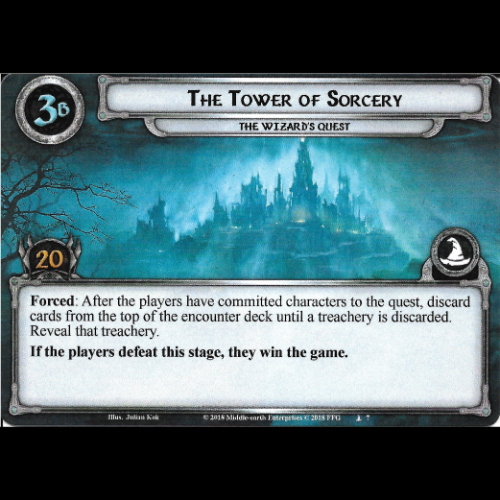 3B
THE TOWER OF SORCERY
THE WIZARD'S QUEST
20
Forced: After the players have committed characters to the quest, discard
cards from the top of the encounter deck until a treachery is discarded.
Reveal that treachery.
If the players defeat this stage, they win the game.
Illus. Julian Kok © 2018 Middle-earth Enterprises © 2018 FFG 7